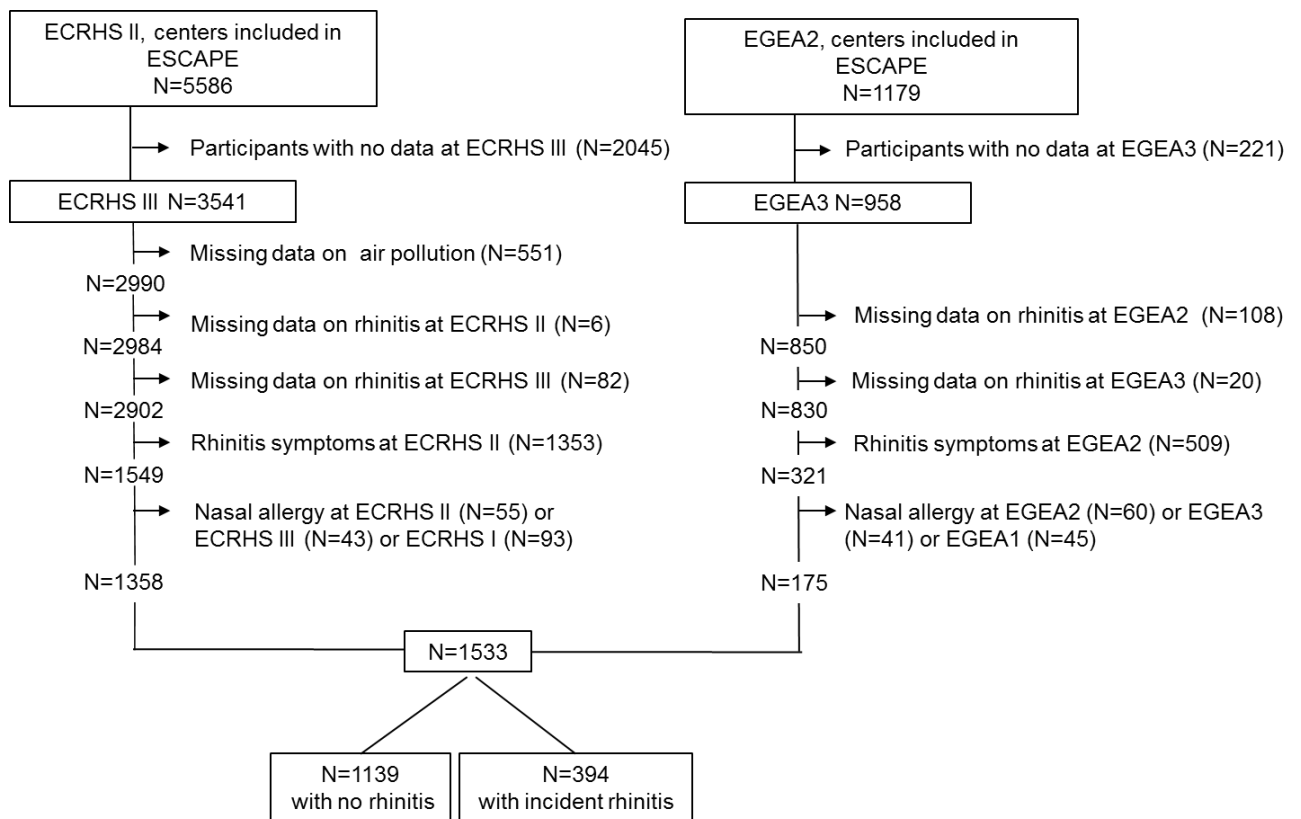 ECRHS II, centers included in
ESCAPE
N=5586
EGEA2, centers included in
ESCAPE
N=1179
Participants with no data at ECRHS III (N=2045)
Participants with no data at EGEA3 (N=221)
ECRHS III N=3541
EGEA3 N=958
Missing data on air pollution (N=551)
N=2990
Missing data on rhinitis at ECRHS II (N=6)
Missing data on rhinitis at EGEA2 (N=108)
N=2984
N=850
Missing data on rhinitis at ECRHS III (N=82)
Missing data on rhinitis at EGEA3 (N=20)
N=2902
N=830
Rhinitis symptoms at ECRHS II (N=1353)
Rhinitis symptoms at EGEA2 (N=509)
N=1549
N=321
Nasal allergy at ECRHS II (N=55) or
ECRHS III (N=43) or ECRHS I (N=93)
Nasal allergy at EGEA2 (N=60) or EGEA3
(N=41) or EGEA1 (N=45)
N=1358
N=175
N=1533
N=1139
with no rhinitis
N=394
with incident rhinitis